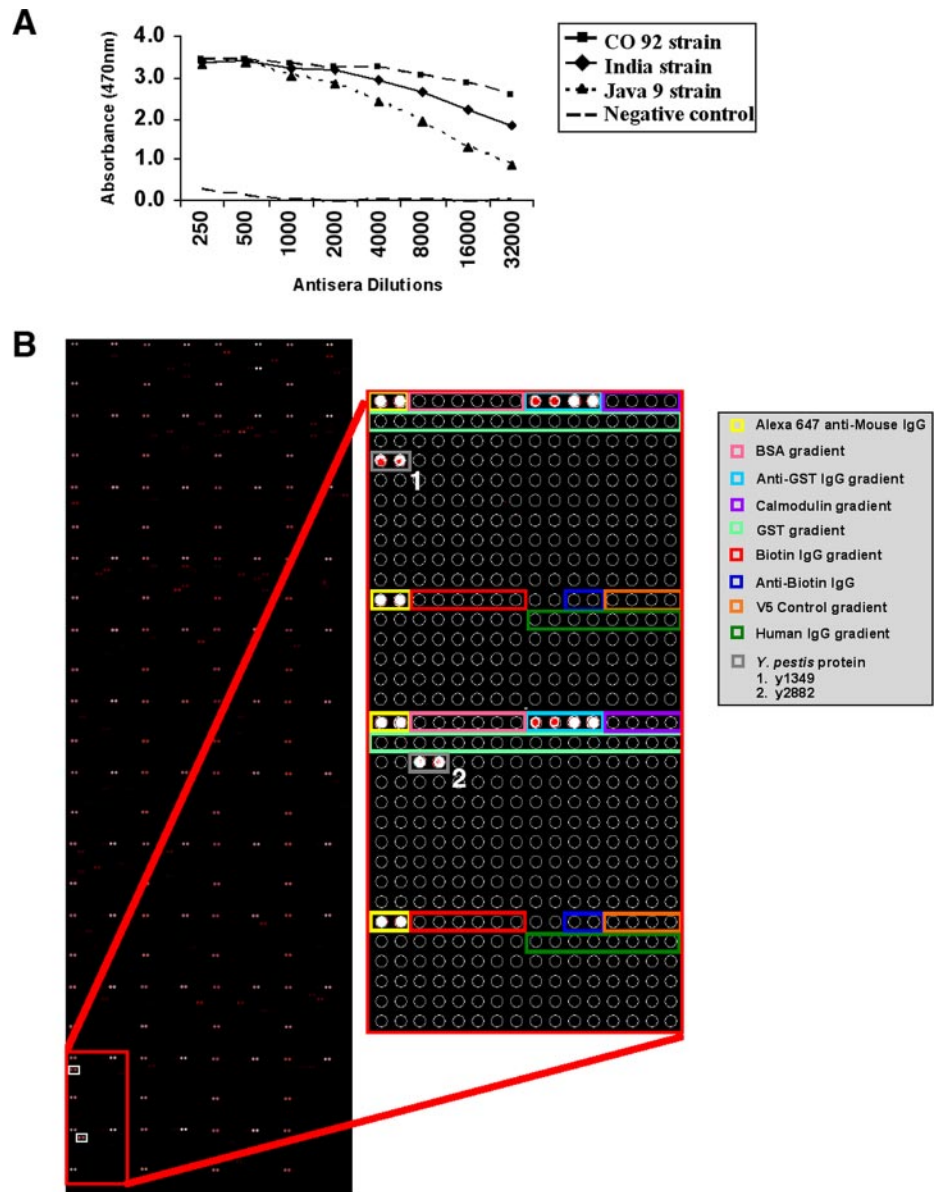 A
Absorbance (470nm)
4.0
3.0
2.0
1.0
0.0
250
500
1000
2000
4000
8000
16000
32000
Antisera Dilutions
CO 92 strain
India strain
Java 9 strain
Negative control
B
1
2
Alexa 647 anti-Mouse IgG
BSA gradient
Anti-GST IgG gradient
Calmodulin gradient
GST gradient
Biotin IgG gradient
Anti-Biotin IgG
V5 Control gradient
Human IgG gradient
Y. pestis protein
1. y1349
2. y2882